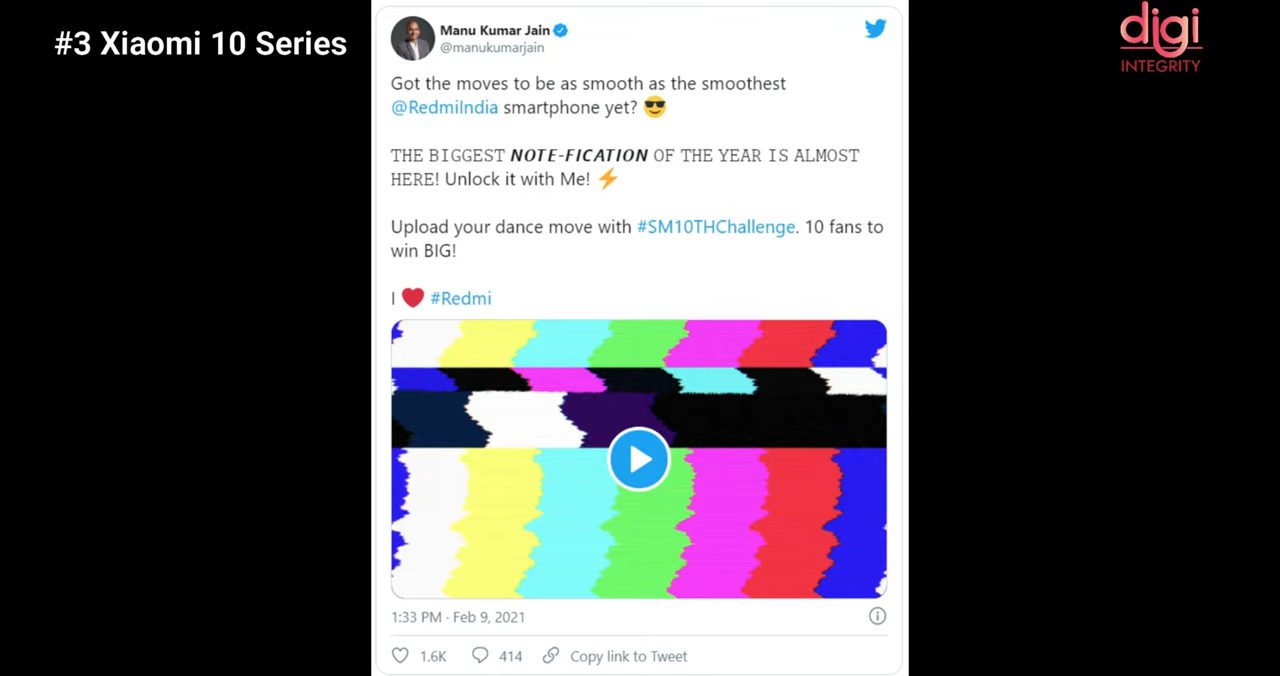 #3 Xiaomi 10 Series
digi
INTEGRITY
Manu Kumar Jain
@manukumarjain
Got the moves to be as smooth as the smoothest
@RedmiIndia smartphone yet? 😎
THE BIGGEST NOTE-FICATION OF THE YEAR IS ALMOST
HERE! Unlock it with Me! ⚡
Upload your dance move with #SM10THChallenge. 10 fans to
win BIG!
I ❤️ #Redmi
1:33 PM · Feb 9, 2021
1.6K 414 Copy link to Tweet